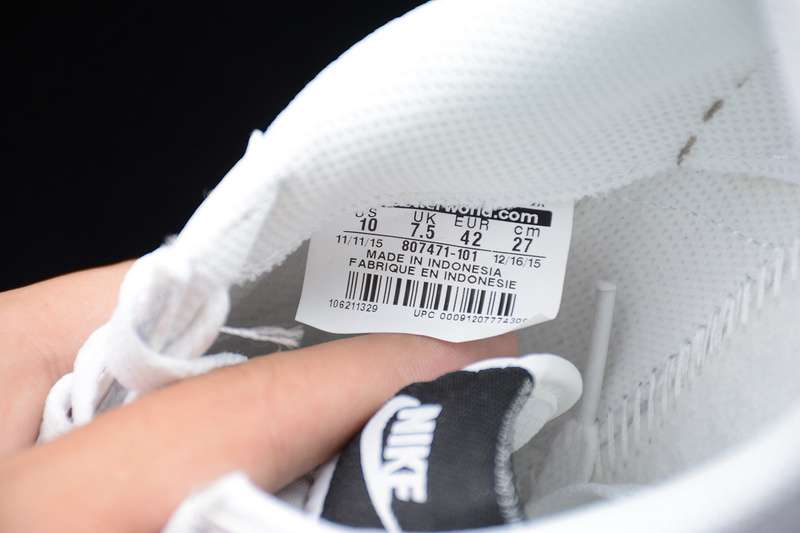 US UK EUR cm
10 7.5 42 27
11/11/15 807471-101 12/16/15
MADE IN INDONESIA
FABRIQUE EN INDONESIE
106211329 UPC
NIKE